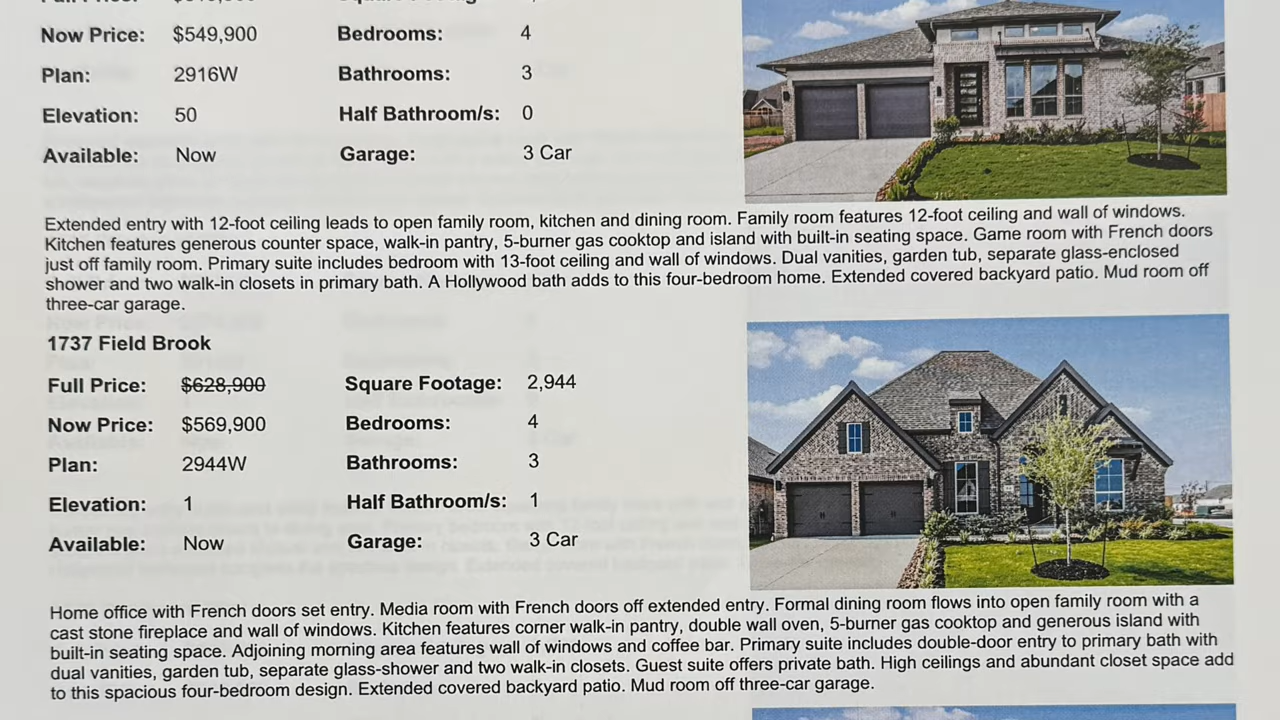 Now Price: $549,900 Bedrooms: 4
Plan: 2916W Bathrooms: 3
Elevation: 50 Half Bathroom/s: 0
Available: Now Garage: 3 Car
Extended entry with 12-foot ceiling leads to open family room, kitchen and dining room. Family room features 12-foot ceiling and wall of windows.
Kitchen features generous counter space, walk-in pantry, 5-burner gas cooktop and island with built-in seating space. Game room with French doors
just off family room. Primary suite includes bedroom with 13-foot ceiling and wall of windows. Dual vanities, garden tub, separate glass-enclosed
shower and two walk-in closets in primary bath. A Hollywood bath adds to this four-bedroom home. Extended covered backyard patio. Mud room off
three-car garage.
1737 Field Brook
Full Price: $628,900 Square Footage: 2,944
Now Price: $569,900 Bedrooms: 4
Plan: 2944W Bathrooms: 3
Elevation: 1 Half Bathroom/s: 1
Available: Now Garage: 3 Car
Home office with French doors set entry. Media room with French doors off extended entry. Formal dining room flows into open family room with a
cast stone fireplace and wall of windows. Kitchen features corner walk-in pantry, double wall oven, 5-burner gas cooktop and generous island with
built-in seating space. Adjoining morning area features wall of windows and coffee bar. Primary suite includes double-door entry to primary bath with
dual vanities, garden tub, separate glass-shower and two walk-in closets. Guest suite offers private bath. High ceilings and abundant closet space add
to this spacious four-bedroom design. Extended covered backyard patio. Mud room off three-car garage.